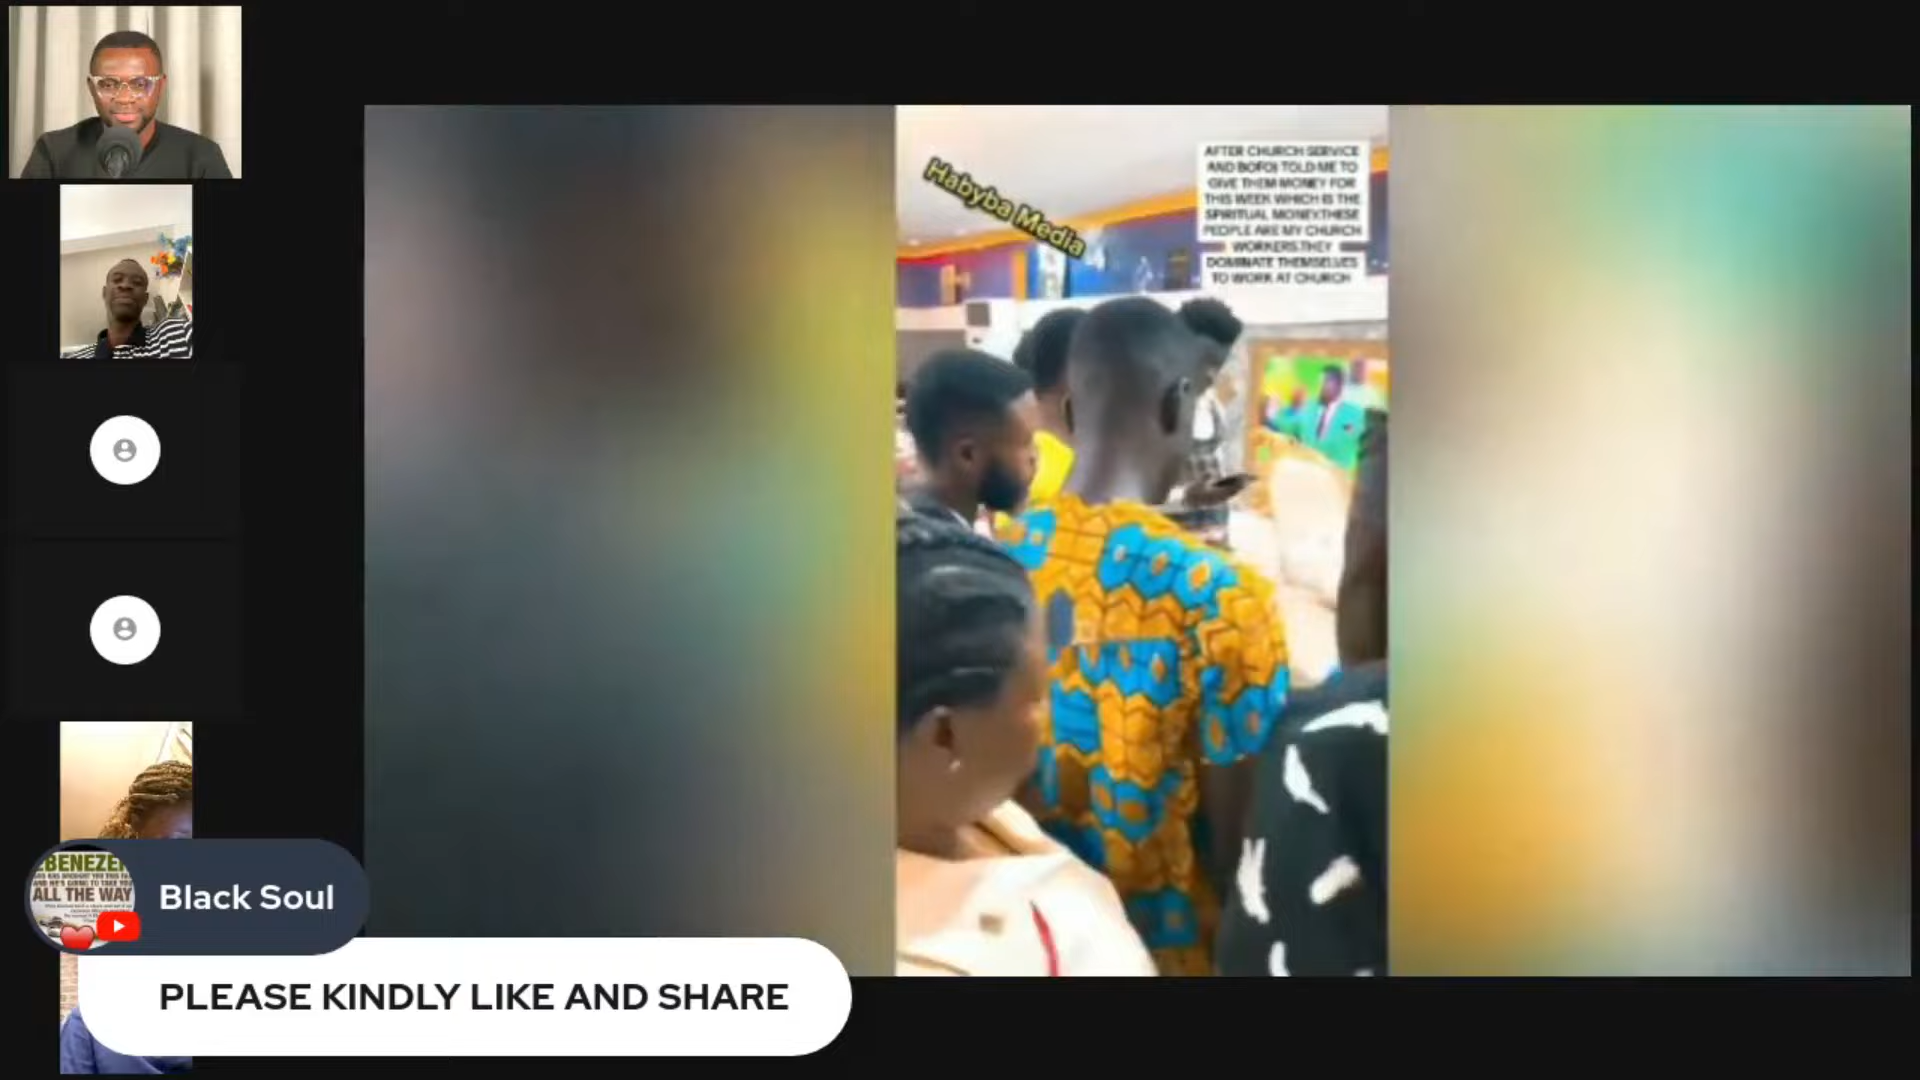 Habyba Media
AFTER CHURCH SERVICE
AND BOFOI TOLD ME TO
GIVE THEM MONEY FOR
THIS WEEK WHICH IS THE
SPIRITUAL MONEY.THESE
PEOPLE ARE MY CHURCH
WORKERS.THEY
DOMINATE THEMSELVES
TO WORK AT CHURCH
EBENEZER
ALL THE WAY
Black Soul
PLEASE KINDLY LIKE AND SHARE